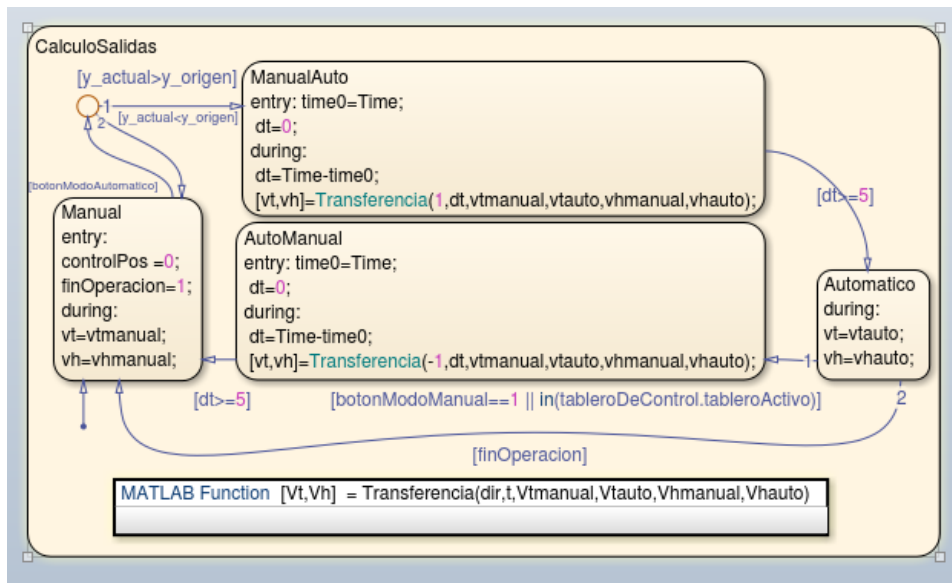 CalculoSalidas
[y_actual>y_origen]
1
[y_actual<y_origen]
2
[botonModoAutomatico]
ManualAuto
entry: time0=Time;
dt=0;
during:
dt=Time-time0;
[vt,vh]=Transferencia(1,dt,vtmanual,vtauto,vhmanual,vhauto);
[dt>=5]
Manual
entry:
controlPos =0;
finOperacion=1;
during:
vt=vtmanual;
vh=vhmanual;
AutoManual
entry: time0=Time;
dt=0;
during:
dt=Time-time0;
[vt,vh]=Transferencia(-1,dt,vtmanual,vtauto,vhmanual,vhauto);
Automatico
during:
vt=vtauto;
vh=vhauto;
1
2
[dt>=5]
[botonModoManual==1 || in(tableroDeControl.tableroActivo)]
[finOperacion]
MATLAB Function [Vt,Vh] = Transferencia(dir,t,Vtmanual,Vtauto,Vhmanual,Vhauto)